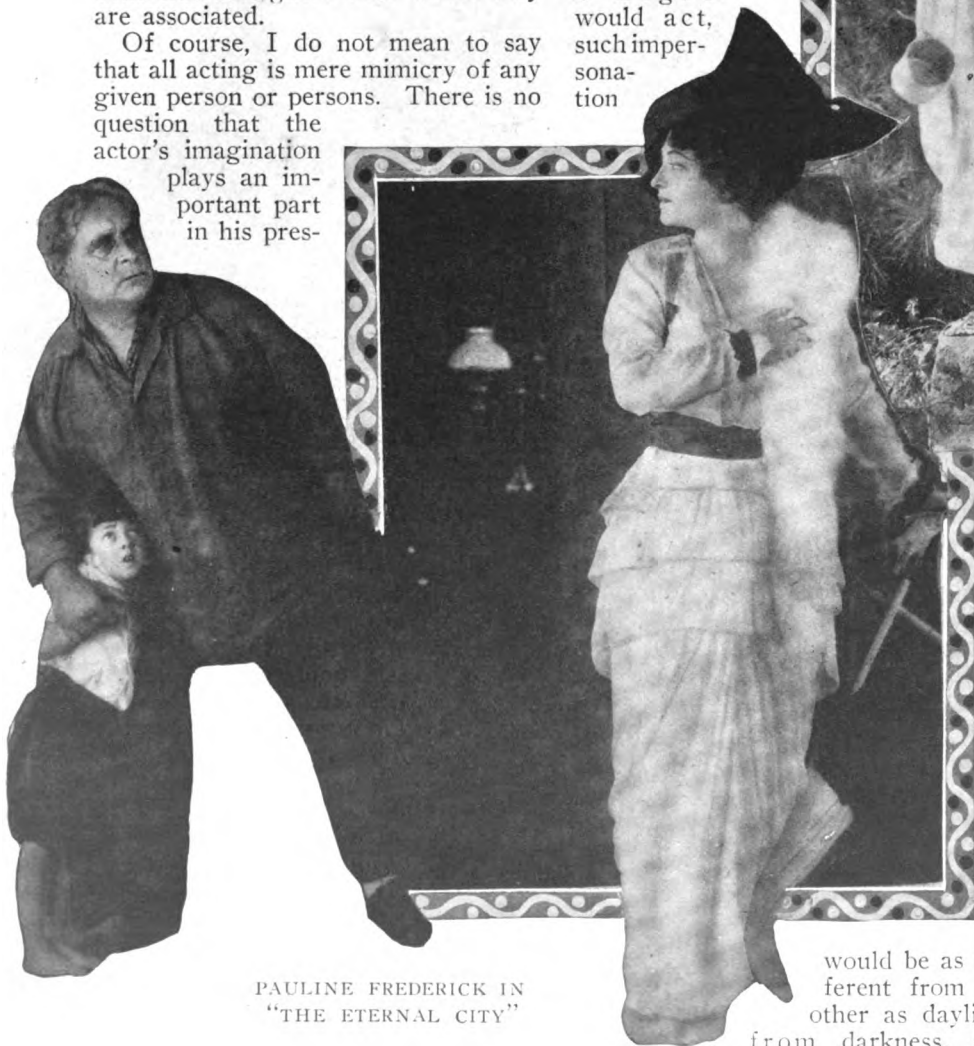 are associated.
Of course, I do not mean to say
that all acting is mere mimicry of any
given person or persons. There is no
question that the
actor's imagination
plays an im-
portant part
in his pres-
would act,
such imper-
sona-
tion
PAULINE FREDERICK IN
"THE ETERNAL CITY"
would be as
ferent from
other as dayli
from darkness